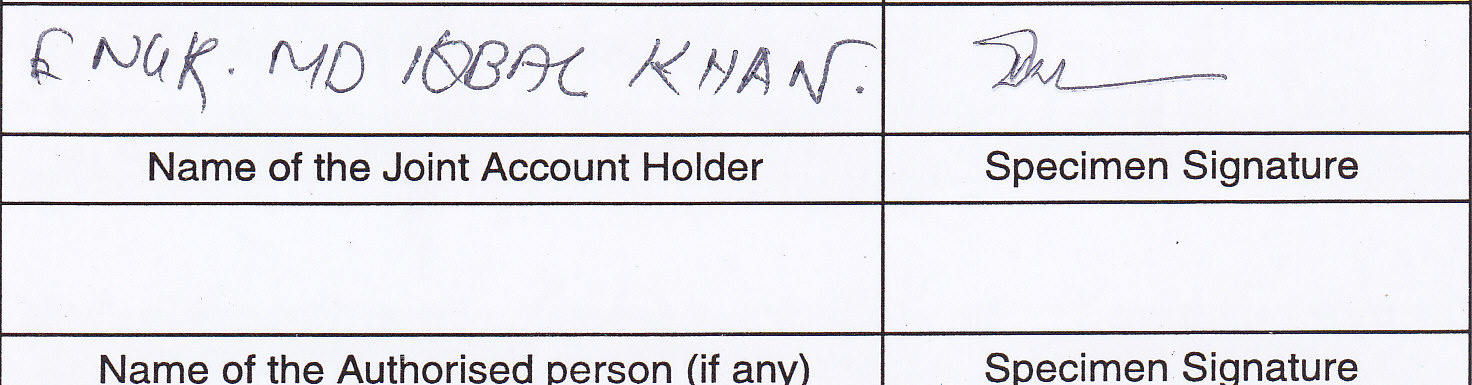 ENGR. MD IQBAL KHAN.
Name of the Joint Account Holder
Specimen Signature
Name of the Authorised person (if any)
Specimen Signature